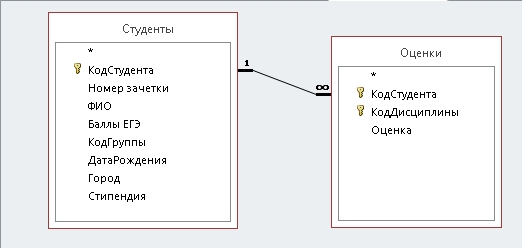 Студенты
*
КодСтудента
Номер зачетки
ФИО
Баллы ЕГЭ
КодГруппы
ДатаРождения
Город
Стипендия
1
∞
Оценки
*
КодСтудента
КодДисциплины
Оценка